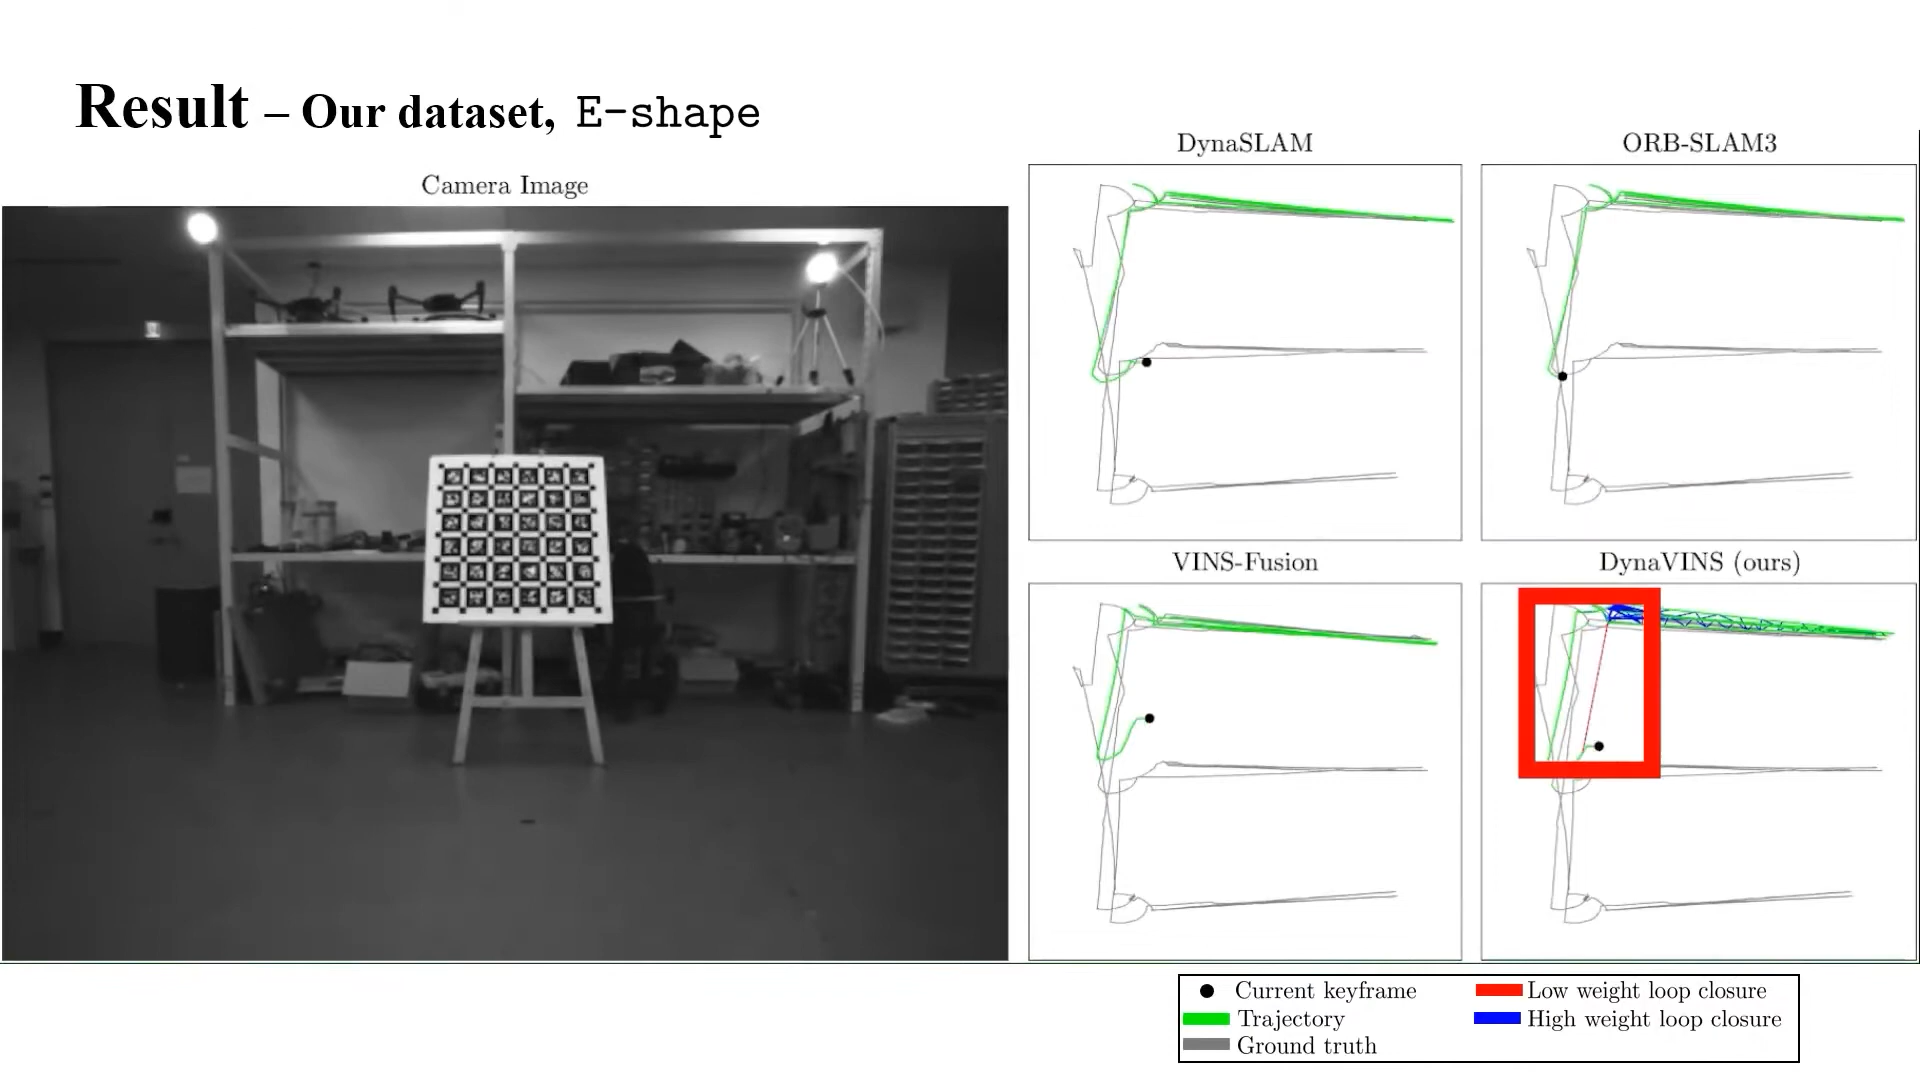 Result – Our dataset, E-shape
Camera Image
DynaSLAM
ORB-SLAM3
VINS-Fusion
DynaVINS (ours)
Current keyframe
Trajectory
Ground truth
Low weight loop closure
High weight loop closure